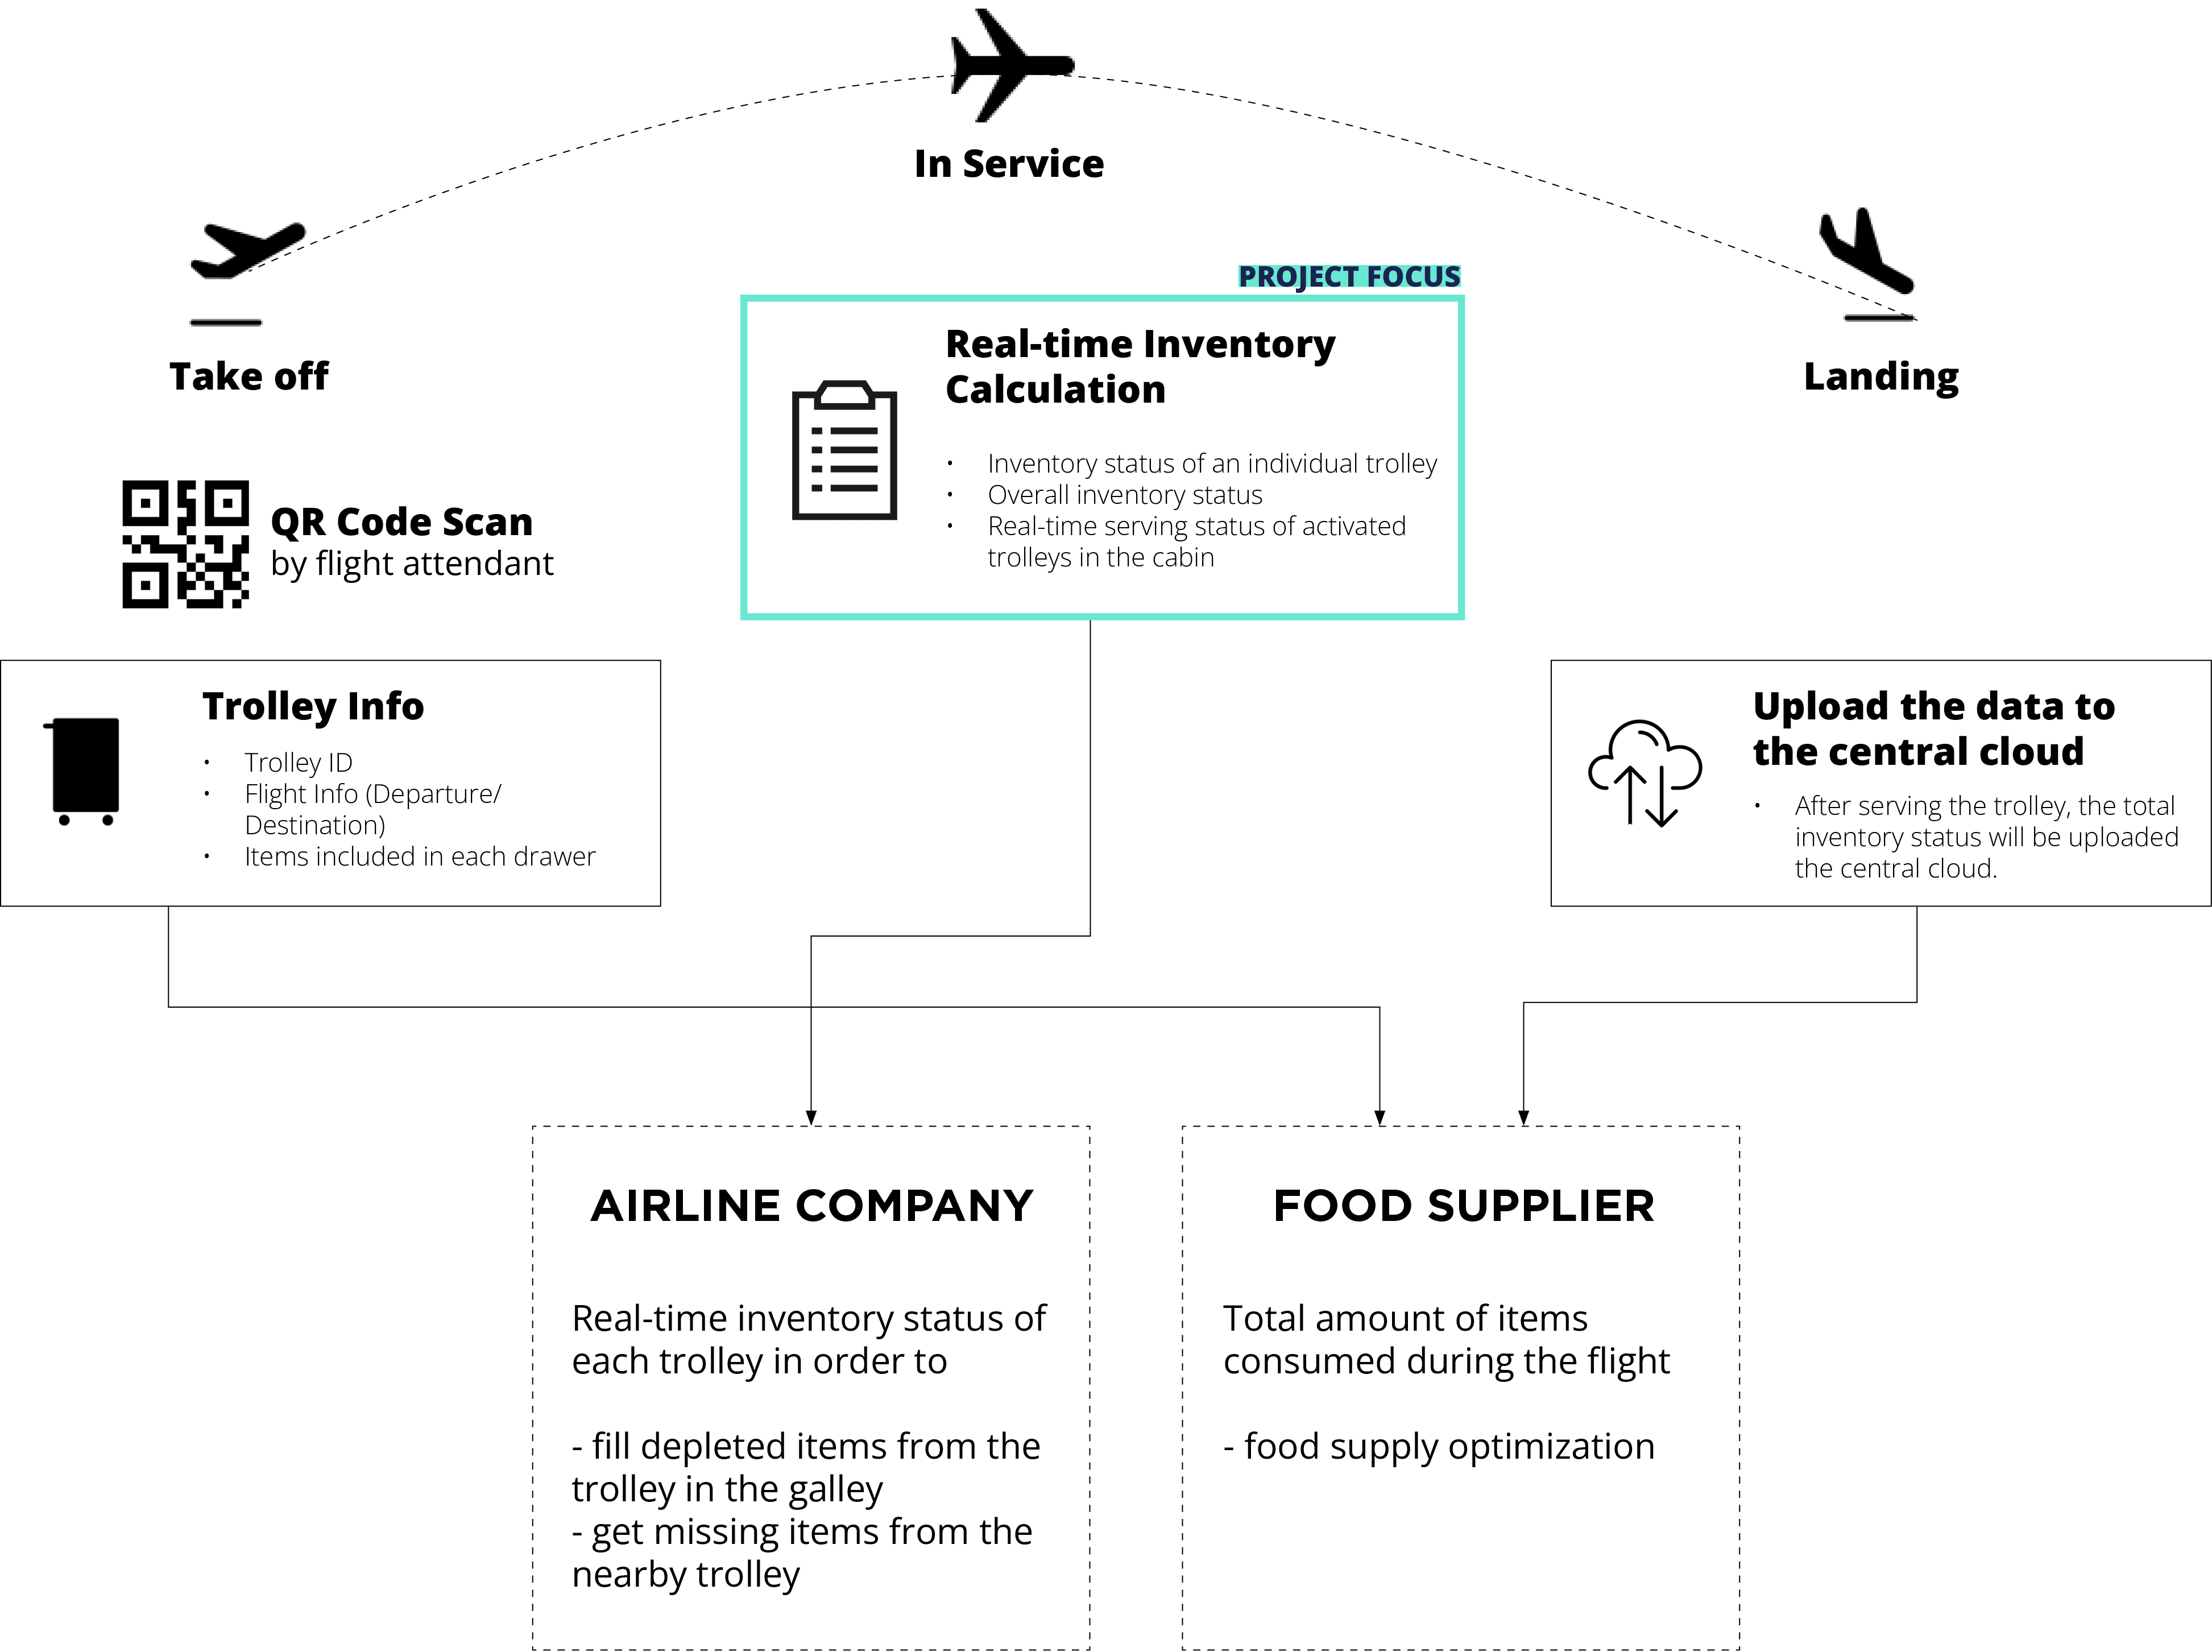 In Service
Take off
Landing
PROJECT FOCUS
Real-time Inventory
Calculation
• Inventory status of an individual trolley
• Overall inventory status
• Real-time serving status of activated
trolleys in the cabin
QR Code Scan
by flight attendant
Trolley Info
• Trolley ID
• Flight Info (Departure/
Destination)
• Items included in each drawer
Upload the data to
the central cloud
• After serving the trolley, the total
inventory status will be uploaded
the central cloud.
AIRLINE COMPANY
Real-time inventory status of
each trolley in order to
- fill depleted items from the
trolley in the galley
- get missing items from the
nearby trolley
FOOD SUPPLIER
Total amount of items
consumed during the flight
- food supply optimization